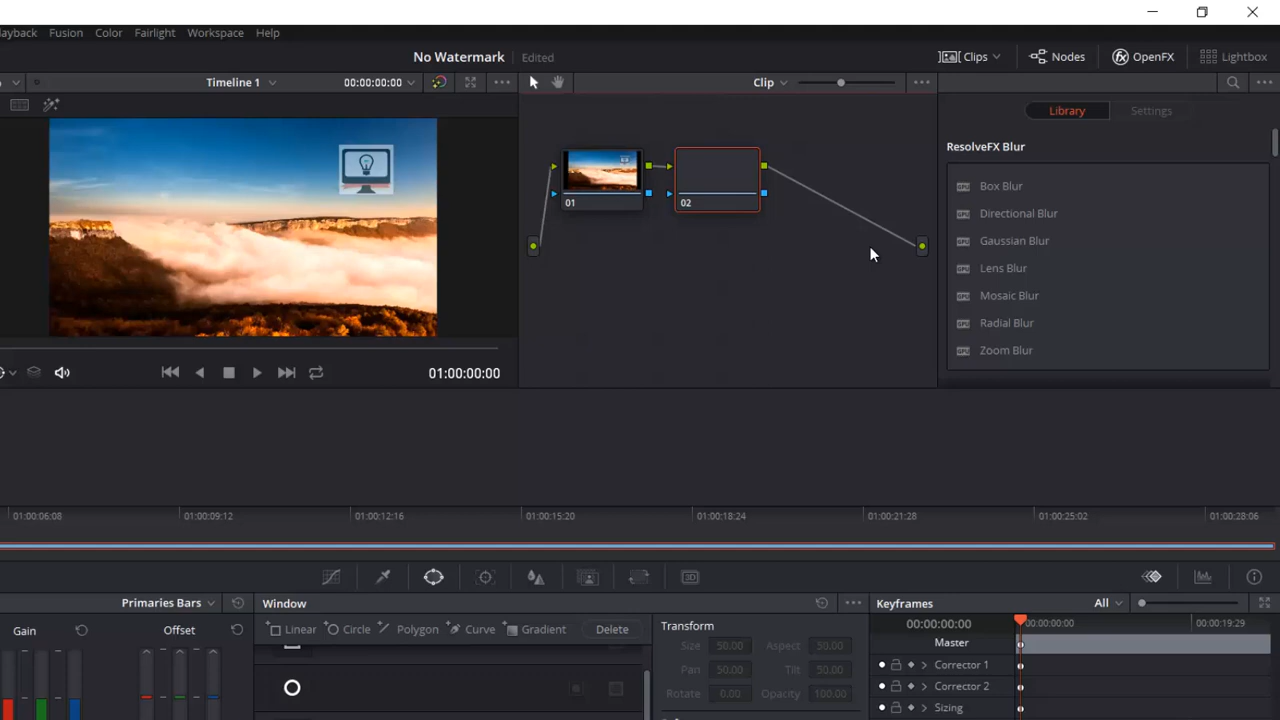 ayback Fusion Color Fairlight Workspace Help
No Watermark Edited
Clips Nodes OpenFX Lightbox
Timeline 1 00:00:00:00 Clip
Library Settings
ResolveFX Blur
Box Blur
Directional Blur
Gaussian Blur
Lens Blur
Mosaic Blur
Radial Blur
Zoom Blur
01 02
01:00:00:00
01:00:06:08 01:00:09:12 01:00:12:16 01:00:15:20 01:00:18:24 01:00:21:28 01:00:25:02 01:00:28:06
3D
Primaries Bars Window Keyframes All
Gain Offset
Linear Circle Polygon Curve Gradient Delete
Transform
Size 50.00 Aspect 50.00
Pan 50.00 Tilt 50.00
Rotate 0.00 Opacity 100.00
00:00:00:00 00:00:00:00 00:00:19:29
Master
Corrector 1
Corrector 2
Sizing